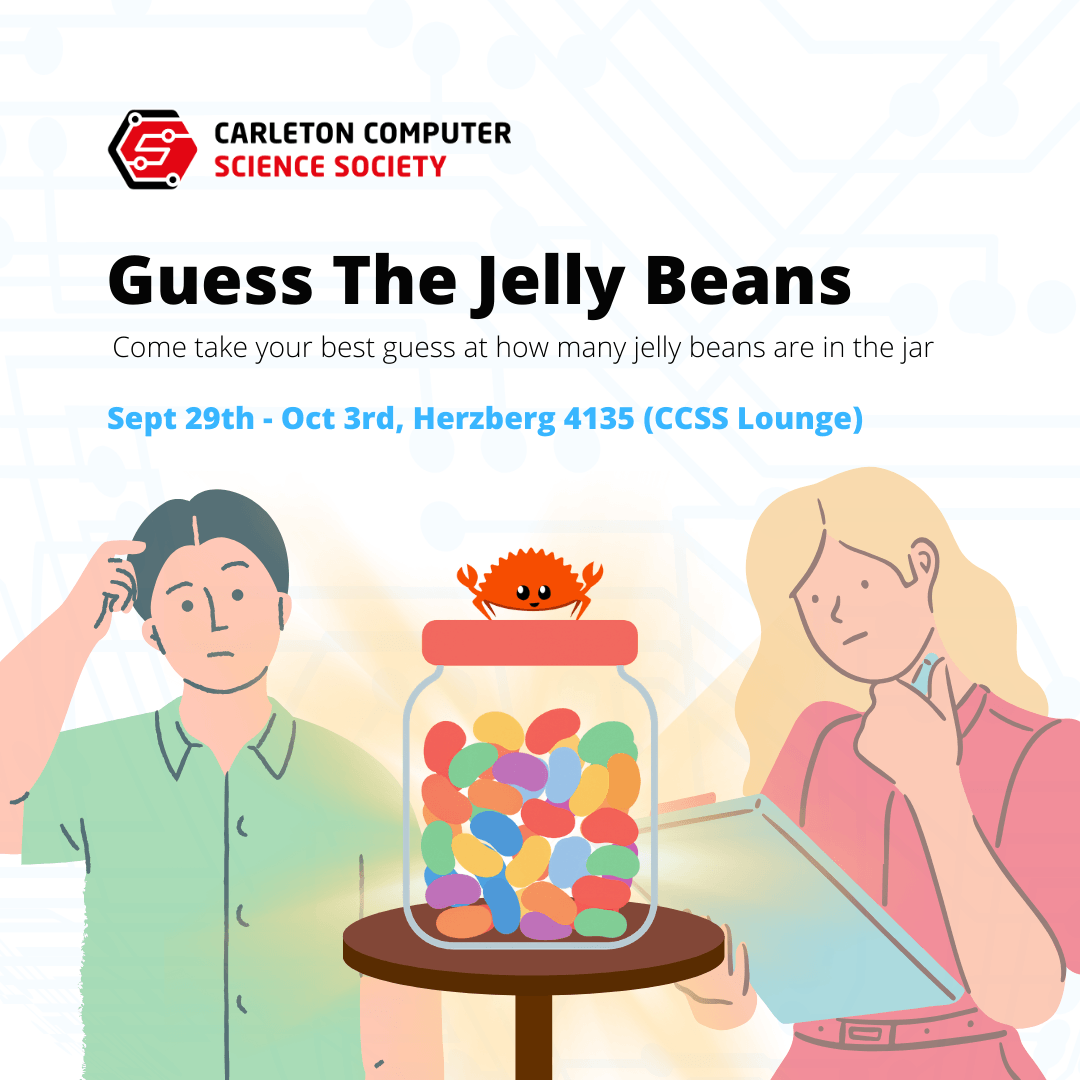 CARLETON COMPUTER
SCIENCE SOCIETY
Guess The Jelly Beans
Come take your best guess at how many jelly beans are in the jar
Sept 29th - Oct 3rd, Herzberg 4135 (CCSS Lounge)